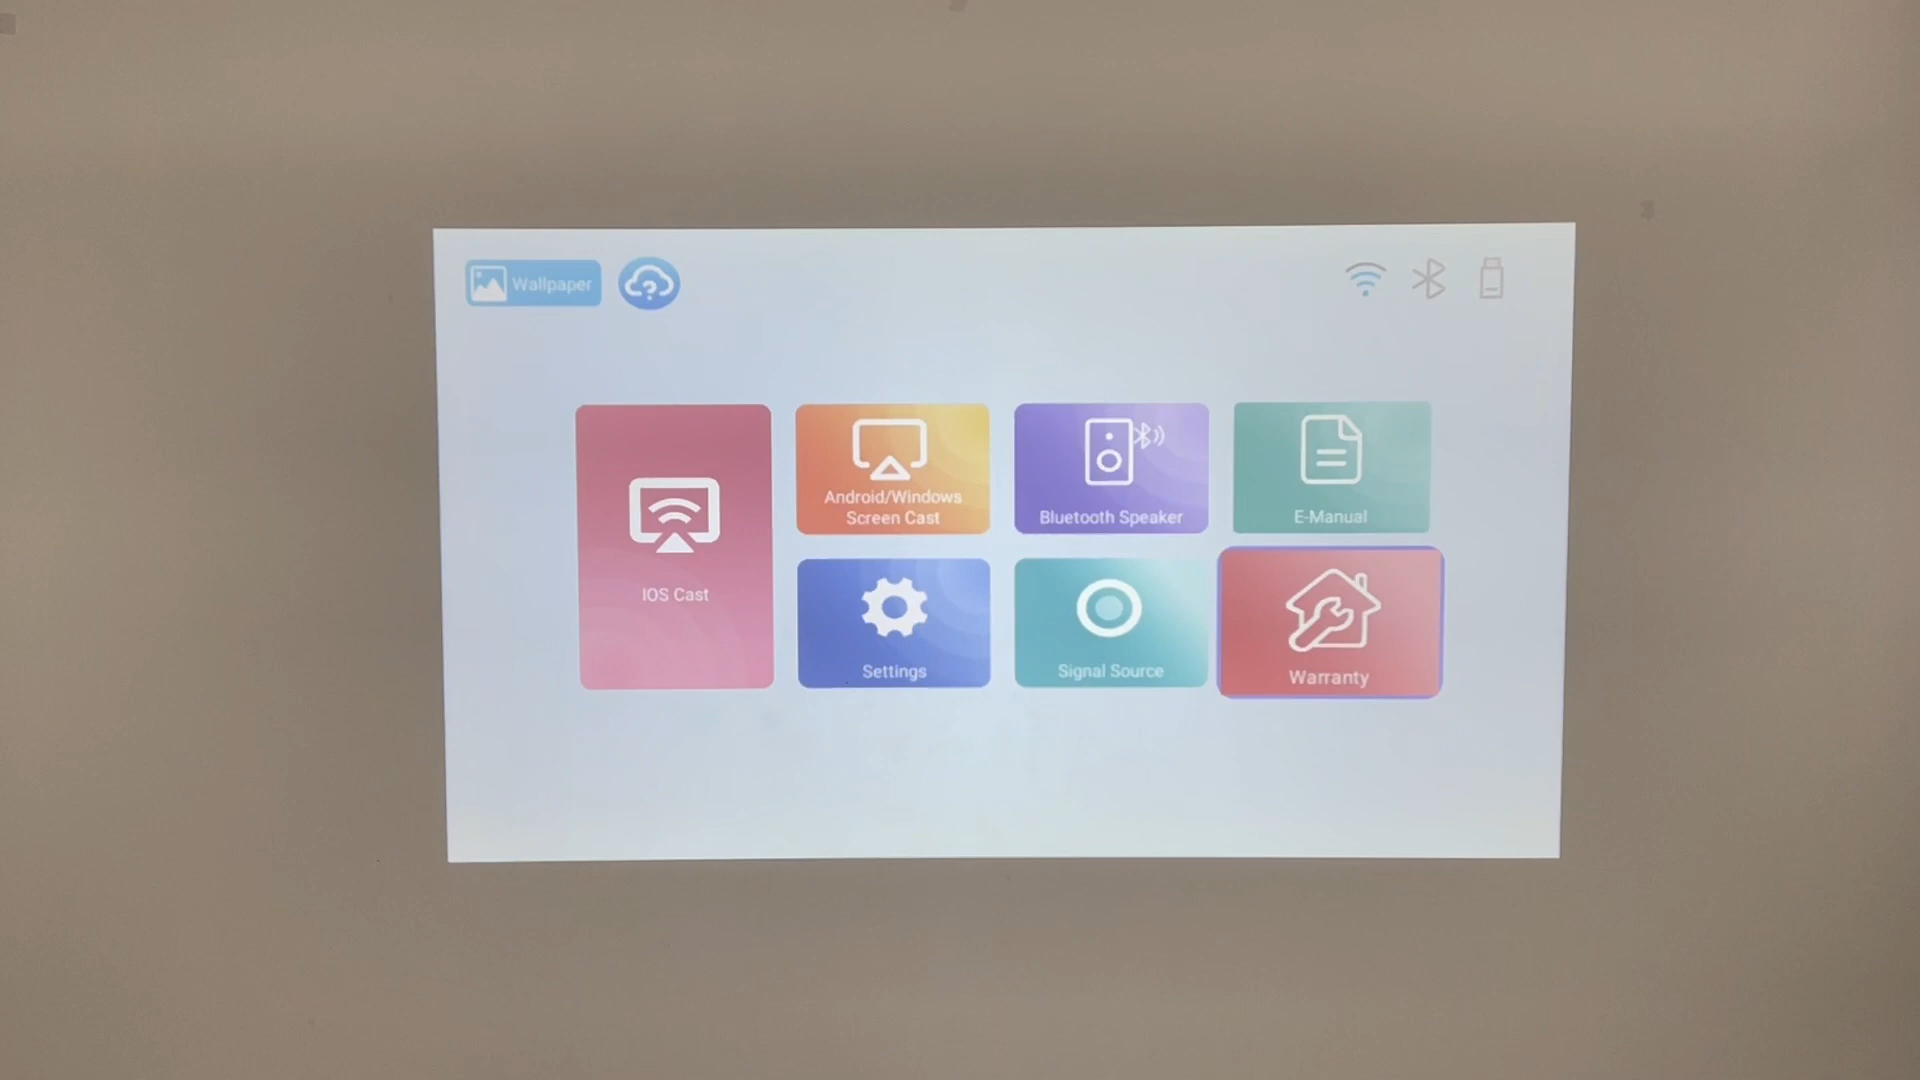 Wallpaper
IOS Cast
Android/Windows
Screen Cast
Bluetooth Speaker
E-Manual
Settings
Signal Source
Warranty